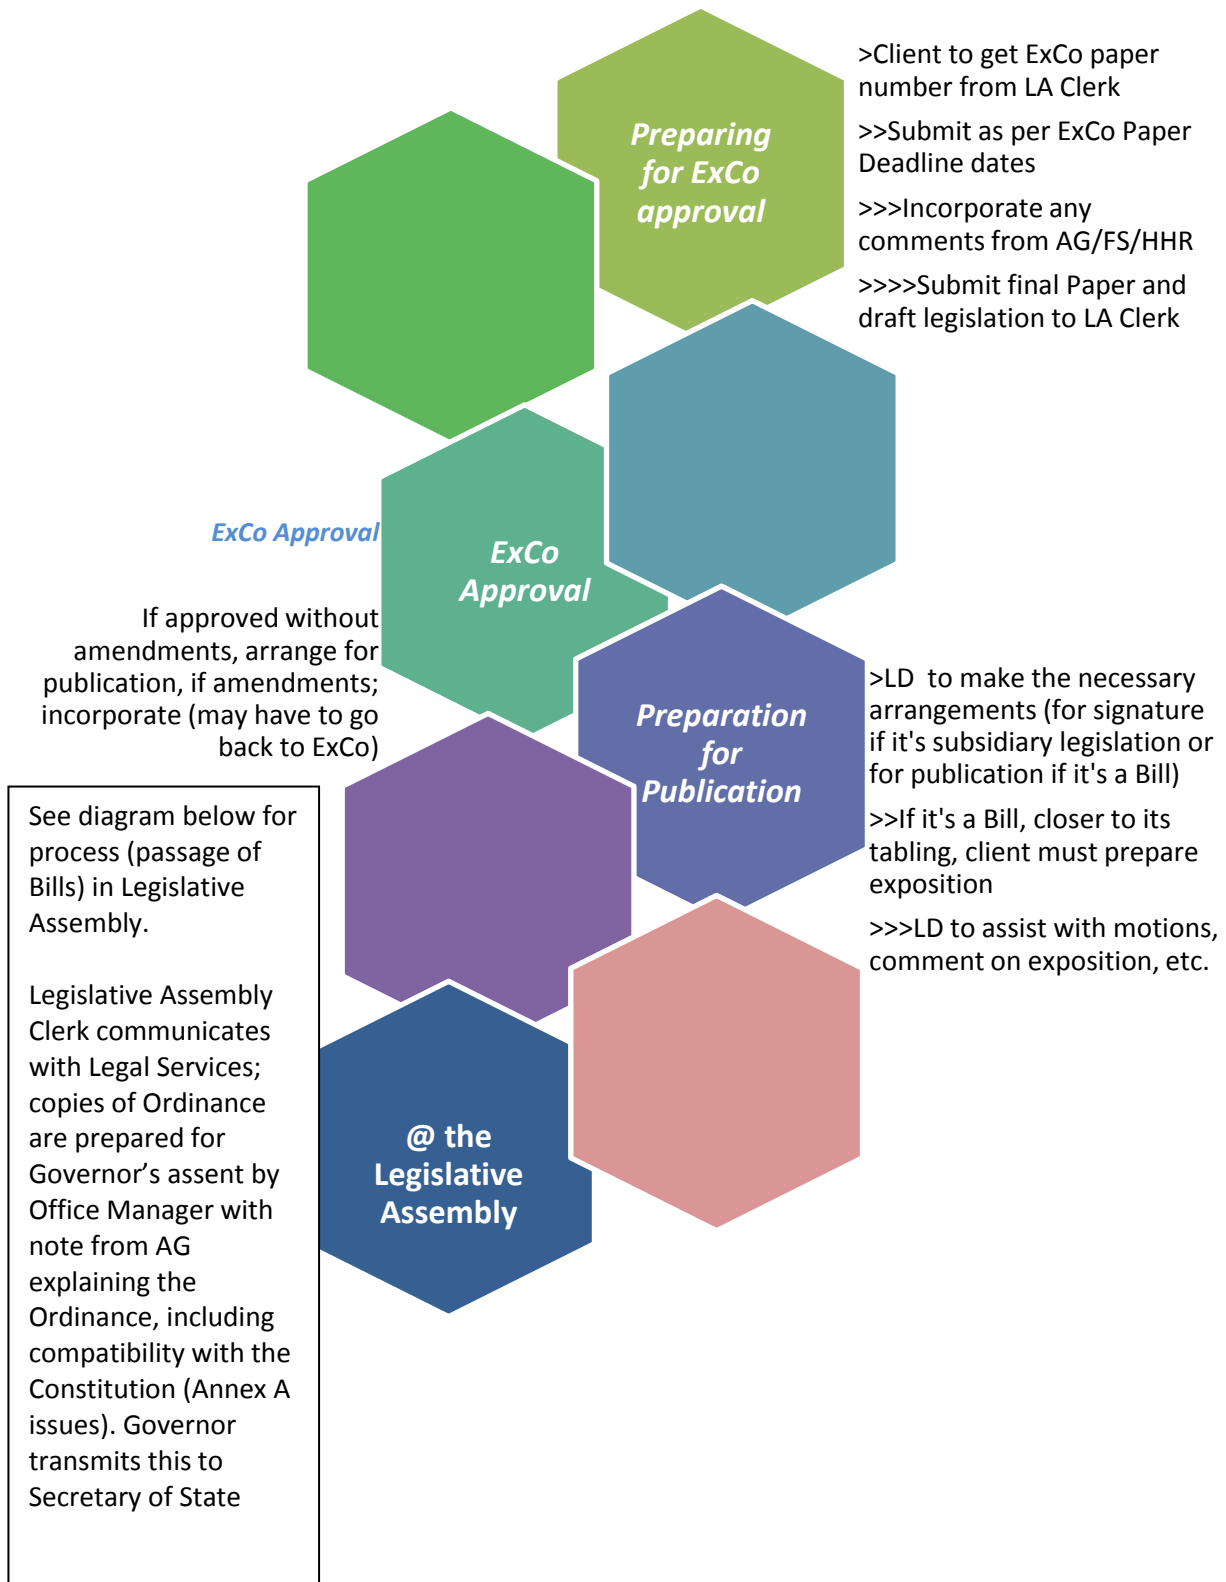 Preparing
for ExCo
approval
>Client to get ExCo paper
number from LA Clerk
>>Submit as per ExCo Paper
Deadline dates
>>>Incorporate any
comments from AG/FS/HHR
>>>>Submit final Paper and
draft legislation to LA Clerk
ExCo Approval
If approved without
amendments, arrange for
publication, if amendments;
incorporate (may have to go
back to ExCo)
ExCo
Approval
Preparation
for
Publication
>LD  to make the necessary
arrangements (for signature
if it's subsidiary legislation or
for publication if it's a Bill)
>>If it's a Bill, closer to its
tabling, client must prepare
exposition
>>>LD to assist with motions,
comment on exposition, etc.
See diagram below for
process (passage of
Bills) in Legislative
Assembly.
Legislative Assembly
Clerk communicates
with Legal Services;
copies of Ordinance
are prepared for
Governor’s assent by
Office Manager with
note from AG
explaining the
Ordinance, including
compatibility with the
Constitution (Annex A
issues). Governor
transmits this to
Secretary of State
@ the
Legislative
Assembly